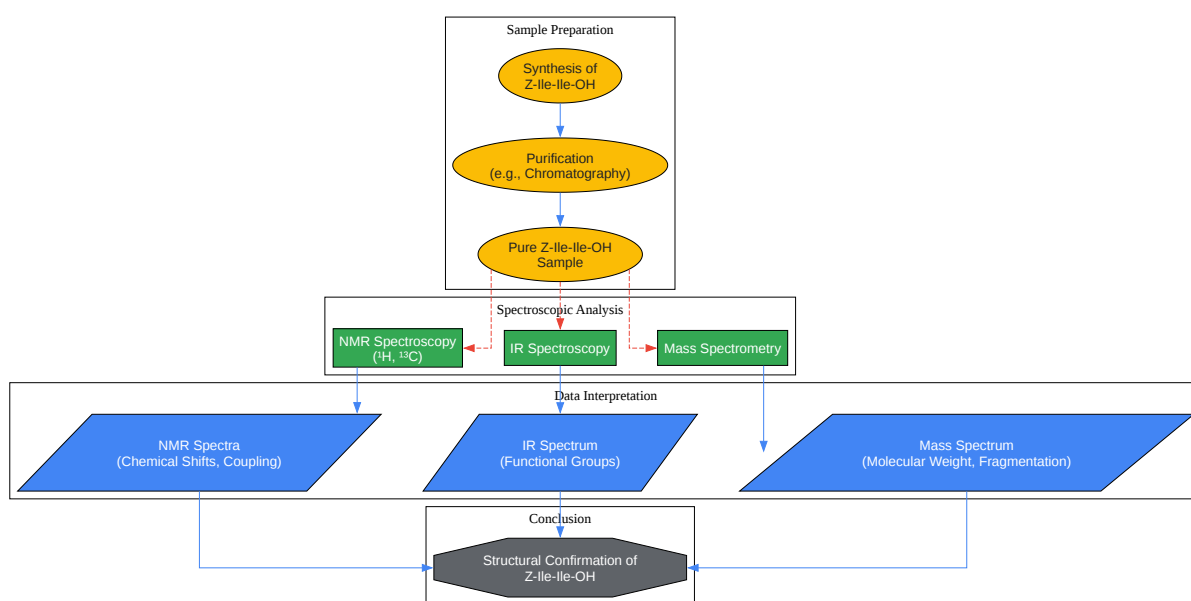 Sample Preparation
Synthesis of
Z-Ile-Ile-OH
Purification
(e.g., Chromatography)
Pure Z-Ile-Ile-OH
Sample
Spectroscopic Analysis
NMR Spectroscopy
(¹H, ¹³C)
IR Spectroscopy
Mass Spectrometry
Data Interpretation
NMR Spectra
(Chemical Shifts, Coupling)
IR Spectrum
(Functional Groups)
Mass Spectrum
(Molecular Weight, Fragmentation)
Conclusion
Structural Confirmation of
Z-Ile-Ile-OH